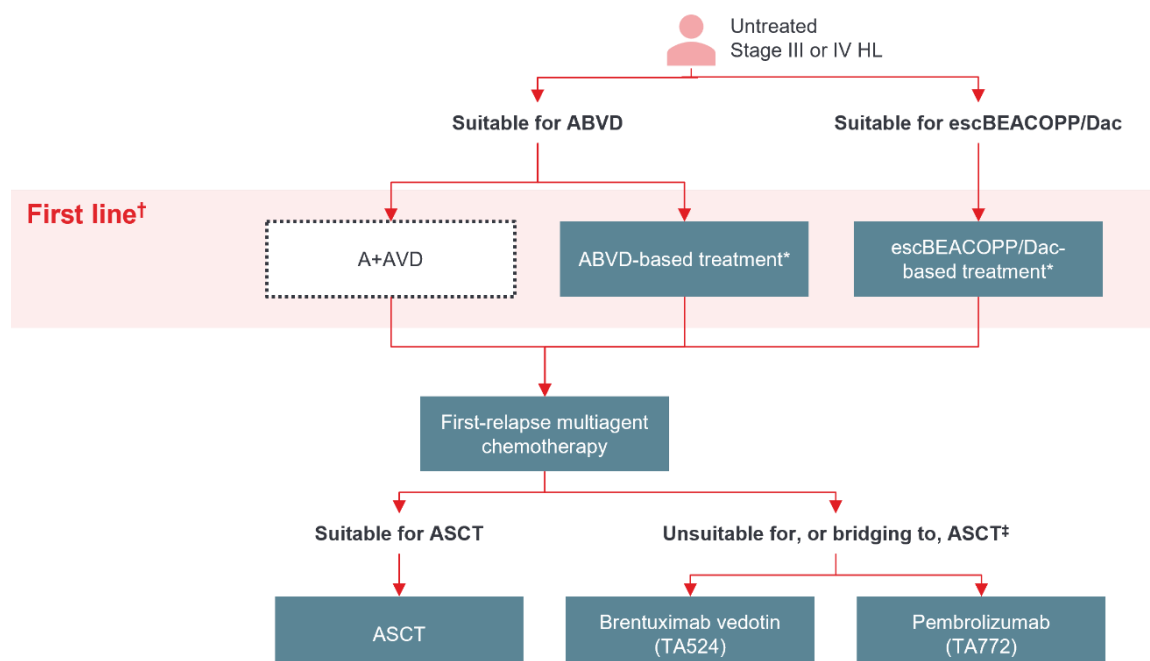 Untreated
Stage III or IV HL
Suitable for ABVD
Suitable for escBEACOPP/Dac
First line†
A+AVD
ABVD-based treatment*
escBEACOPP/Dac-
based treatment*
First-relapse multiagent
chemotherapy
Suitable for ASCT
Unsuitable for, or bridging to, ASCT‡
ASCT
Brentuximab vedotin
(TA524)
Pembrolizumab
(TA772)